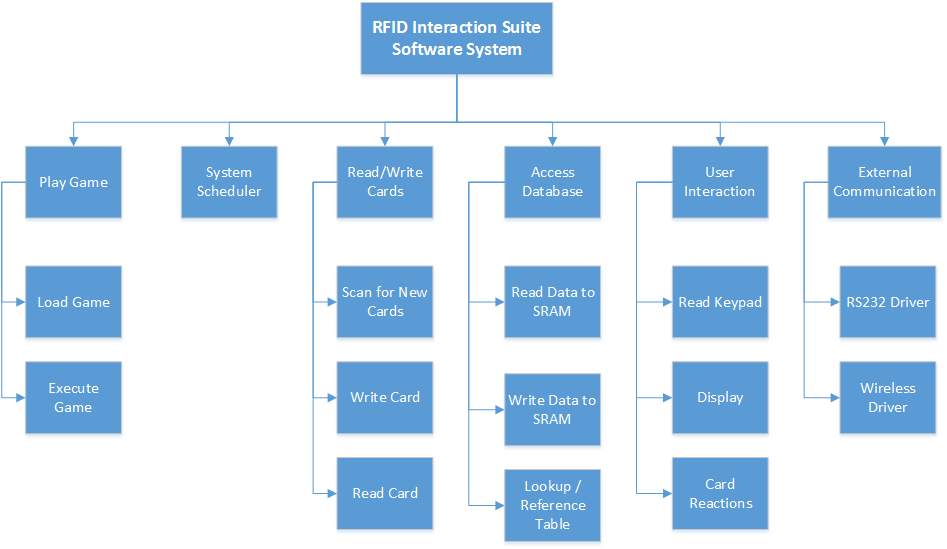 RFID Interaction Suite
Software System
Play Game
System
Scheduler
Read/Write
Cards
Access
Database
User
Interaction
External
Communication
Load Game
Scan for New
Cards
Read Data to
SRAM
Read Keypad
RS232 Driver
Execute
Game
Write Card
Write Data to
SRAM
Display
Wireless
Driver
Read Card
Lookup /
Reference
Table
Card
Reactions